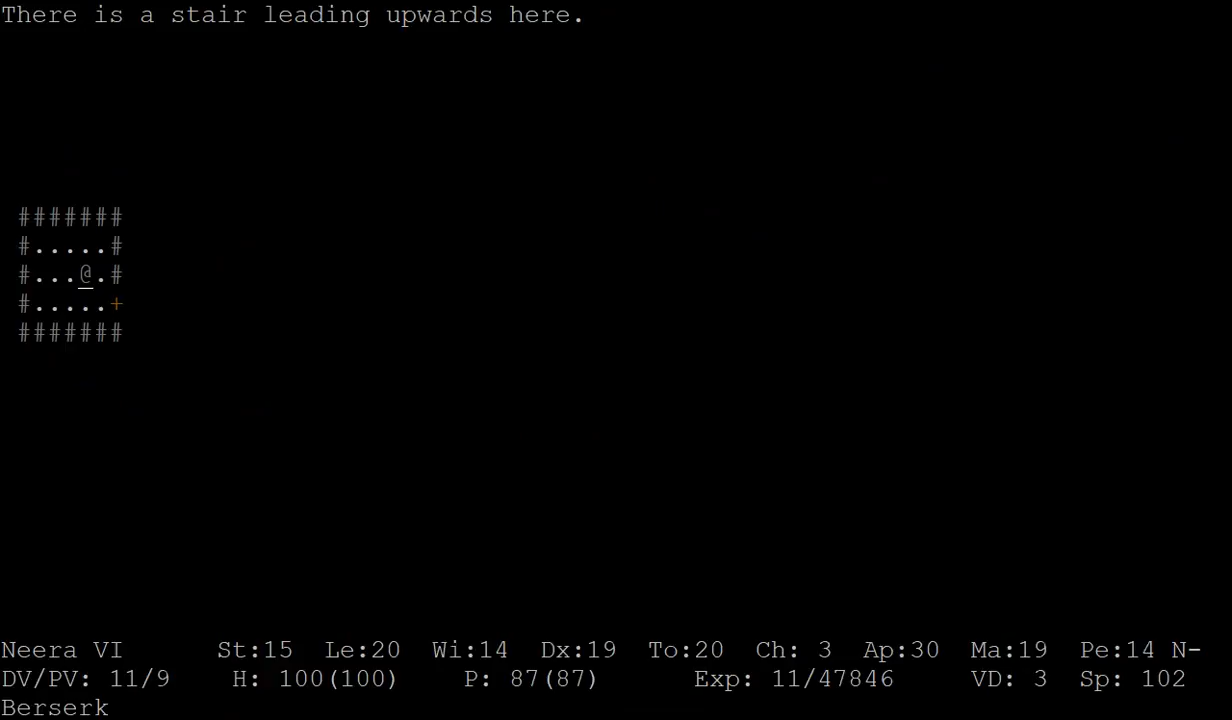 There is a stair leading upwards here.
#######
#.....#
#...@.#
#.....+
#######
Neera VI St:15 Le:20 Wi:14 Dx:19 To:20 Ch: 3 Ap:30 Ma:19 Pe:14 N-
DV/PV: 11/9 H: 100(100) P: 87(87) Exp: 11/47846 VD: 3 Sp: 102
Berserk